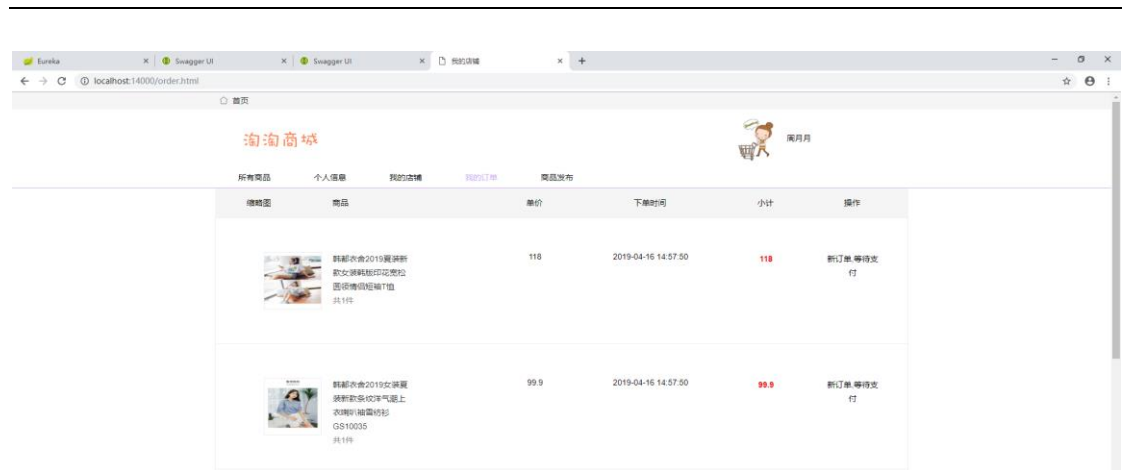 Eureka Swagger UI Swagger UI 我的店铺
localhost:14000/order.html
首页
淘淘商城
周月月
所有商品 个人信息 我的店铺 我的订单 商品发布
缩略图 商品 单价 下单时间 小计 操作
韩都衣舍2019夏装新 118 2019-04-16 14:57:50 118 新订单,等待支
款女装韩版印花宽松 付
圆领情侣短袖T恤
共1件
韩都衣舍2019女装夏 99.9 2019-04-16 14:57:50 99.9 新订单,等待支
装新款条纹洋气超上 付
衣喇叭袖雪纺衫
GS10035
共1件